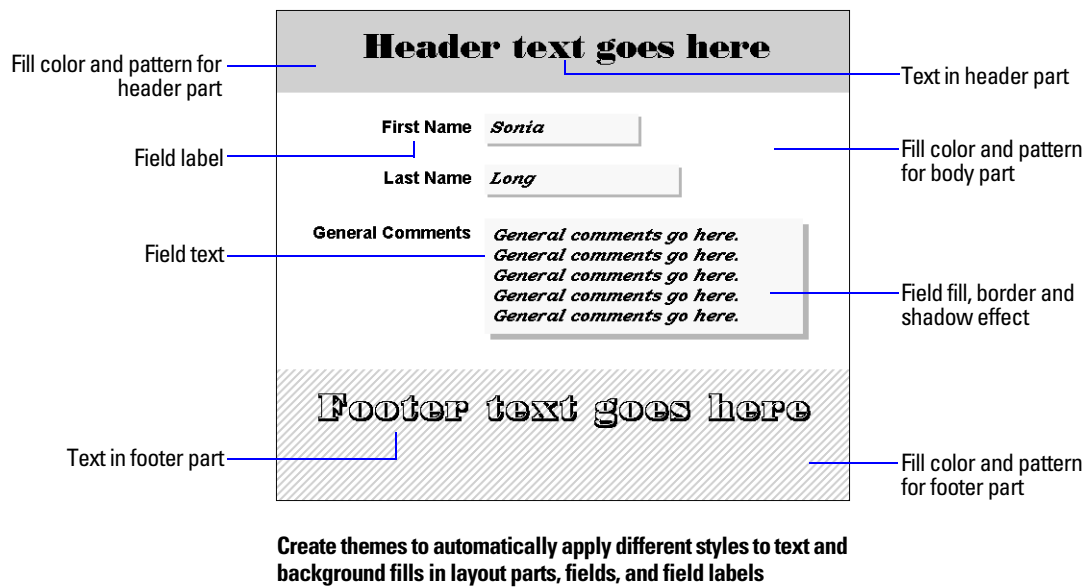 Header text goes here
Fill color and pattern for
header part
Text in header part
First Name
Sonia
Field label
Fill color and pattern
for body part
Last Name
Long
General Comments
General comments go here.
General comments go here.
General comments go here.
General comments go here.
General comments go here.
Field text
Field fill, border and
shadow effect
Footer text goes here
Text in footer part
Fill color and pattern
for footer part
Create themes to automatically apply different styles to text and
background fills in layout parts, fields, and field labels